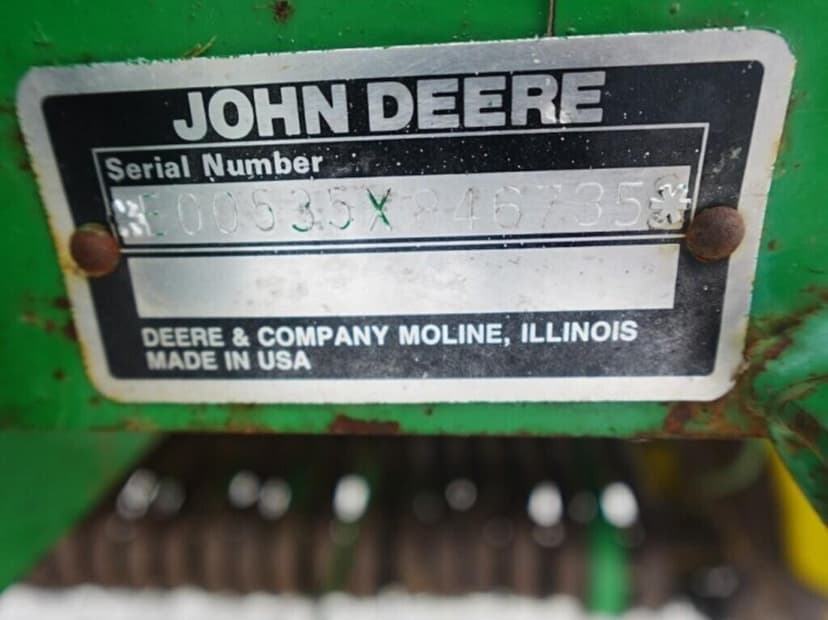 JOHN DEERE
Serial Number
*E00535X846735*
DEERE & COMPANY MOLINE, ILLINOIS
MADE IN USA